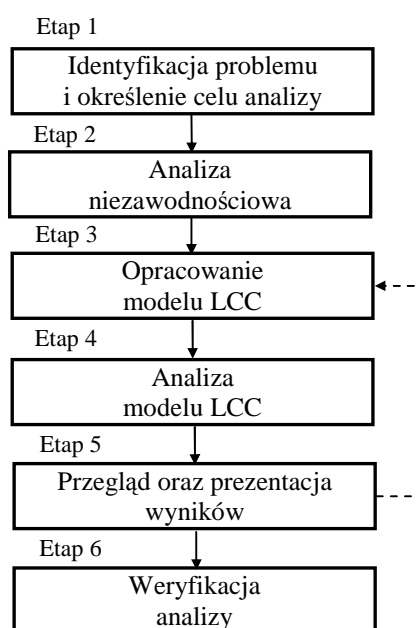 Etap 1
Identyfikacja problemu
i określenie celu analizy
Etap 2
Analiza
niezawodnościowa
Etap 3
Opracowanie
modelu LCC
Etap 4
Analiza
modelu LCC
Etap 5
Przegląd oraz prezentacja
wyników
Etap 6
Weryfikacja
analizy